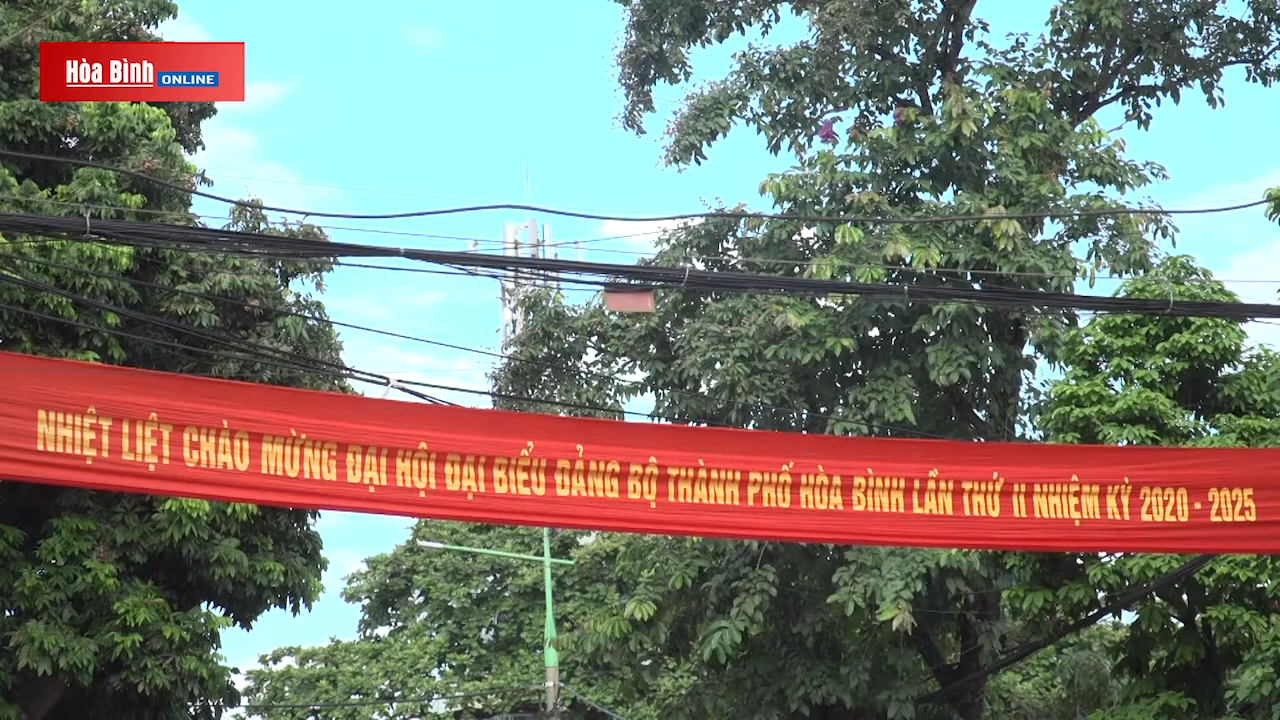 Hòa Bình ONLINE
NHIỆT LIỆT CHÀO MỪNG ĐẠI HỘI ĐẠI BIỂU ĐẢNG BỘ THÀNH PHỐ HÒA BÌNH LẦN THỨ II NHIỆM KỲ 2020 - 2025